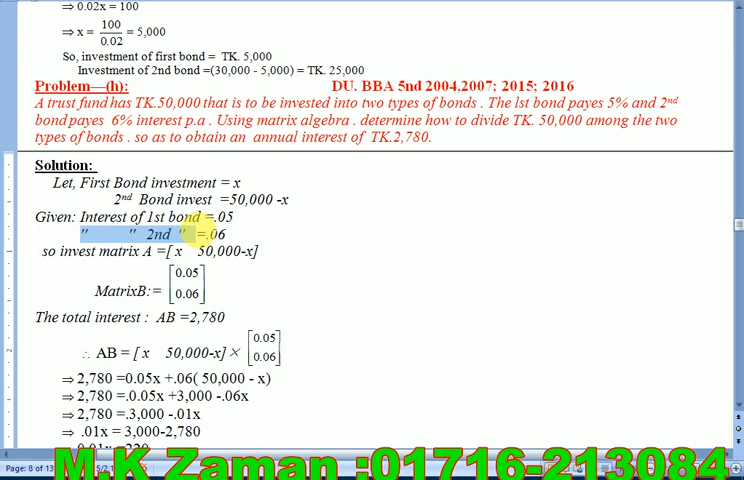 ⇒ 0.02x = 100
⇒ x = 100/0.02 = 5,000
So, investment of first bond = TK. 5,000
Investment of 2nd bond =(30,000 - 5,000) = TK. 25,000
Problem—(h): DU. BBA 5nd 2004,2007; 2015; 2016
A trust fund has TK.50,000 that is to be invested into two types of bonds . The lst bond payes 5% and 2nd
bond payes 6% interest p.a . Using matrix algebra . determine how to divide TK. 50,000 among the two
types of bonds . so as to obtain an annual interest of TK.2,780.
Solution:
Let, First Bond investment = x
2nd Bond invest =50,000 -x
Given: Interest of 1st bond =.05
" " 2nd " =.06
so invest matrix A =[ x 50,000-x]
MatrixB:= [0.05
0.06]
The total interest : AB =2,780
∴ AB = [ x 50,000-x] × [0.05
0.06]
⇒ 2,780 =0.05x +.06( 50,000 - x)
⇒ 2,780 =.0.05x +3,000 -.06x
⇒ 2,780 =.3,000 -.01x
⇒ .01x = 3,000-2,780
Page: 8 of 13
M.K Zaman :01716-213084